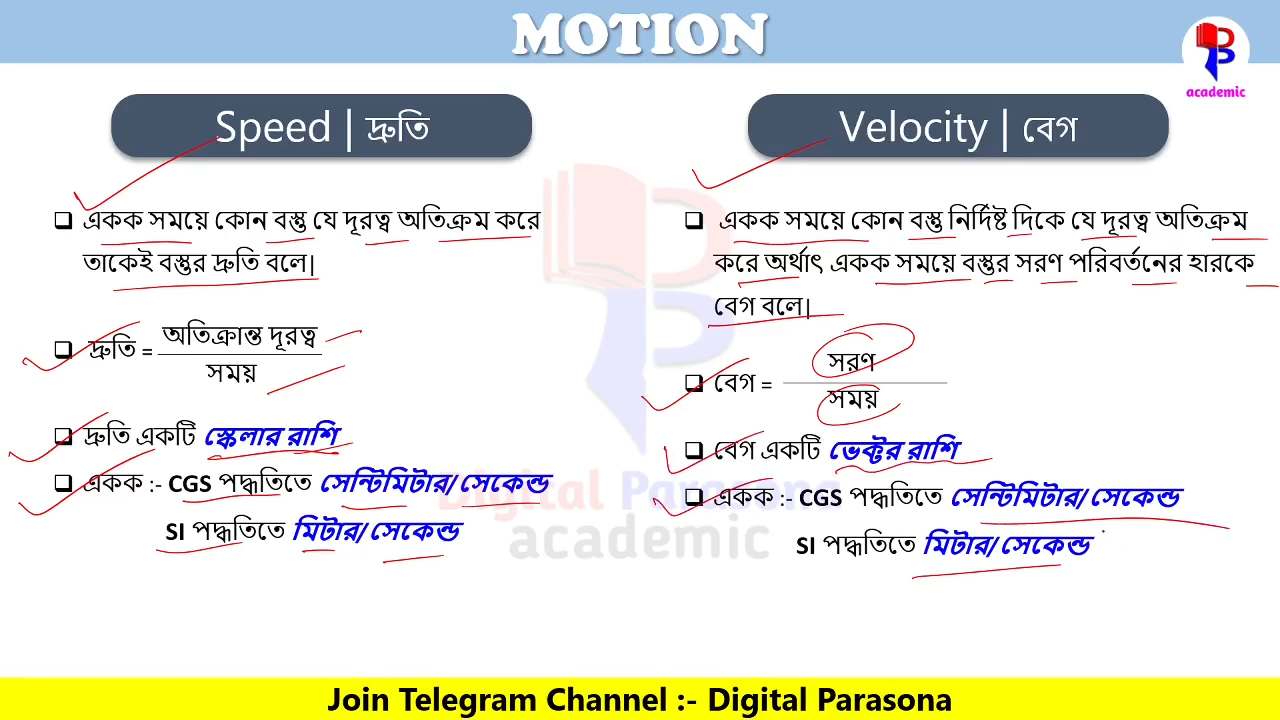 MOTION
academic
Speed | দ্রুতি
একক সময়ে কোন বস্তু যে দূরত্ব অতিক্রম করে
তাকেই বস্তুর দ্রুতি বলে।
দ্রুতি = অতিক্রান্ত দূরত্ব
সময়
দ্রুতি একটি স্কেলার রাশি
একক :- CGS পদ্ধতিতে সেন্টিমিটার/ সেকেন্ড
SI পদ্ধতিতে মিটার/ সেকেন্ড
Velocity | বেগ
একক সময়ে কোন বস্তু নির্দিষ্ট দিকে যে দূরত্ব অতিক্রম
করে অর্থাৎ একক সময়ে বস্তুর সরণ পরিবর্তনের হারকে
বেগ বলে।
বেগ = সরণ
সময়
বেগ একটি ভেক্টর রাশি
একক :- CGS পদ্ধতিতে সেন্টিমিটার/ সেকেন্ড
SI পদ্ধতিতে মিটার/ সেকেন্ড
Digital Parasona
academic
Join Telegram Channel :- Digital Parasona